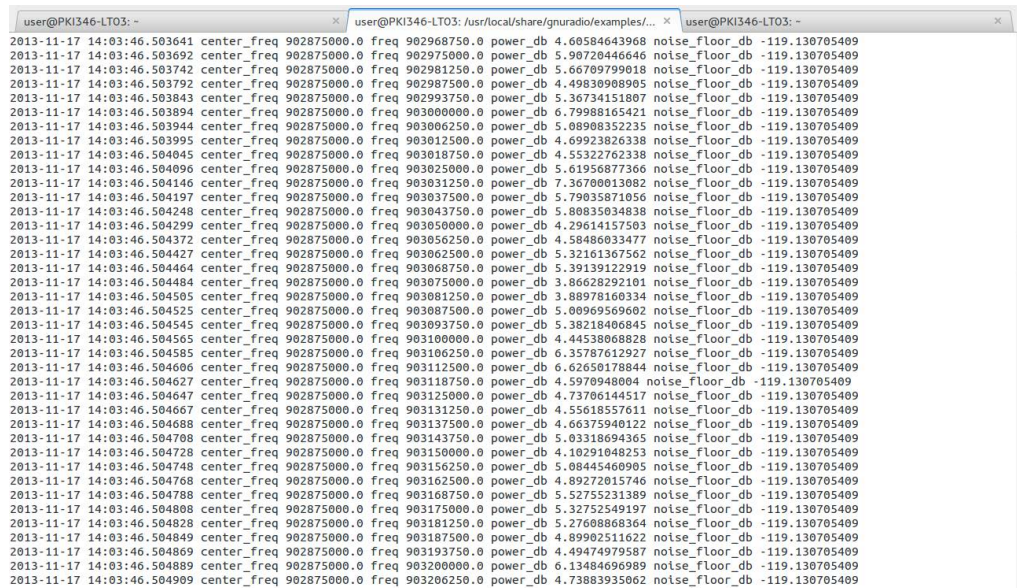 user@PKI346-LT03: ~ × user@PKI346-LT03: /usr/local/share/gnuradio/examples/... × user@PKI346-LT03: ~ ×
2013-11-17 14:03:46.503641 center_freq 902875000.0 freq 902968750.0 power_db 4.60584643968 noise_floor_db -119.130705409
2013-11-17 14:03:46.503692 center_freq 902875000.0 freq 902975000.0 power_db 5.90720446646 noise_floor_db -119.130705409
2013-11-17 14:03:46.503742 center_freq 902875000.0 freq 902981250.0 power_db 5.66709799018 noise_floor_db -119.130705409
2013-11-17 14:03:46.503792 center_freq 902875000.0 freq 902987500.0 power_db 4.49830908905 noise_floor_db -119.130705409
2013-11-17 14:03:46.503843 center_freq 902875000.0 freq 902993750.0 power_db 5.36734151807 noise_floor_db -119.130705409
2013-11-17 14:03:46.503894 center_freq 902875000.0 freq 903000000.0 power_db 6.79988165421 noise_floor_db -119.130705409
2013-11-17 14:03:46.503944 center_freq 902875000.0 freq 903006250.0 power_db 5.08908352235 noise_floor_db -119.130705409
2013-11-17 14:03:46.503995 center_freq 902875000.0 freq 903012500.0 power_db 4.69923826338 noise_floor_db -119.130705409
2013-11-17 14:03:46.504045 center_freq 902875000.0 freq 903018750.0 power_db 4.55322762338 noise_floor_db -119.130705409
2013-11-17 14:03:46.504096 center_freq 902875000.0 freq 903025000.0 power_db 5.61956877366 noise_floor_db -119.130705409
2013-11-17 14:03:46.504146 center_freq 902875000.0 freq 903031250.0 power_db 7.36700013082 noise_floor_db -119.130705409
2013-11-17 14:03:46.504197 center_freq 902875000.0 freq 903037500.0 power_db 5.79035871056 noise_floor_db -119.130705409
2013-11-17 14:03:46.504248 center_freq 902875000.0 freq 903043750.0 power_db 5.80835034838 noise_floor_db -119.130705409
2013-11-17 14:03:46.504299 center_freq 902875000.0 freq 903050000.0 power_db 4.29614157503 noise_floor_db -119.130705409
2013-11-17 14:03:46.504372 center_freq 902875000.0 freq 903056250.0 power_db 4.58486033477 noise_floor_db -119.130705409
2013-11-17 14:03:46.504427 center_freq 902875000.0 freq 903062500.0 power_db 5.32161367562 noise_floor_db -119.130705409
2013-11-17 14:03:46.504464 center_freq 902875000.0 freq 903068750.0 power_db 5.39139122919 noise_floor_db -119.130705409
2013-11-17 14:03:46.504484 center_freq 902875000.0 freq 903075000.0 power_db 3.86628292101 noise_floor_db -119.130705409
2013-11-17 14:03:46.504505 center_freq 902875000.0 freq 903081250.0 power_db 3.88978160334 noise_floor_db -119.130705409
2013-11-17 14:03:46.504525 center_freq 902875000.0 freq 903087500.0 power_db 5.00969569602 noise_floor_db -119.130705409
2013-11-17 14:03:46.504545 center_freq 902875000.0 freq 903093750.0 power_db 5.38218406845 noise_floor_db -119.130705409
2013-11-17 14:03:46.504565 center_freq 902875000.0 freq 903100000.0 power_db 4.44538068828 noise_floor_db -119.130705409
2013-11-17 14:03:46.504585 center_freq 902875000.0 freq 903106250.0 power_db 6.35787612927 noise_floor_db -119.130705409
2013-11-17 14:03:46.504606 center_freq 902875000.0 freq 903112500.0 power_db 6.62650178844 noise_floor_db -119.130705409
2013-11-17 14:03:46.504627 center_freq 902875000.0 freq 903118750.0 power_db 4.5970948004 noise_floor_db -119.130705409
2013-11-17 14:03:46.504647 center_freq 902875000.0 freq 903125000.0 power_db 4.73706144517 noise_floor_db -119.130705409
2013-11-17 14:03:46.504667 center_freq 902875000.0 freq 903131250.0 power_db 4.55618557611 noise_floor_db -119.130705409
2013-11-17 14:03:46.504688 center_freq 902875000.0 freq 903137500.0 power_db 4.66375940122 noise_floor_db -119.130705409
2013-11-17 14:03:46.504708 center_freq 902875000.0 freq 903143750.0 power_db 5.03318694365 noise_floor_db -119.130705409
2013-11-17 14:03:46.504728 center_freq 902875000.0 freq 903150000.0 power_db 4.10291048253 noise_floor_db -119.130705409
2013-11-17 14:03:46.504748 center_freq 902875000.0 freq 903156250.0 power_db 5.08445460905 noise_floor_db -119.130705409
2013-11-17 14:03:46.504768 center_freq 902875000.0 freq 903162500.0 power_db 4.89272015746 noise_floor_db -119.130705409
2013-11-17 14:03:46.504788 center_freq 902875000.0 freq 903168750.0 power_db 5.52755231389 noise_floor_db -119.130705409
2013-11-17 14:03:46.504808 center_freq 902875000.0 freq 903175000.0 power_db 5.32752549197 noise_floor_db -119.130705409
2013-11-17 14:03:46.504828 center_freq 902875000.0 freq 903181250.0 power_db 5.27608868364 noise_floor_db -119.130705409
2013-11-17 14:03:46.504849 center_freq 902875000.0 freq 903187500.0 power_db 4.89902511622 noise_floor_db -119.130705409
2013-11-17 14:03:46.504869 center_freq 902875000.0 freq 903193750.0 power_db 4.49474979587 noise_floor_db -119.130705409
2013-11-17 14:03:46.504889 center_freq 902875000.0 freq 903200000.0 power_db 6.13484696989 noise_floor_db -119.130705409
2013-11-17 14:03:46.504909 center_freq 902875000.0 freq 903206250.0 power_db 4.73883935062 noise_floor_db -119.130705409